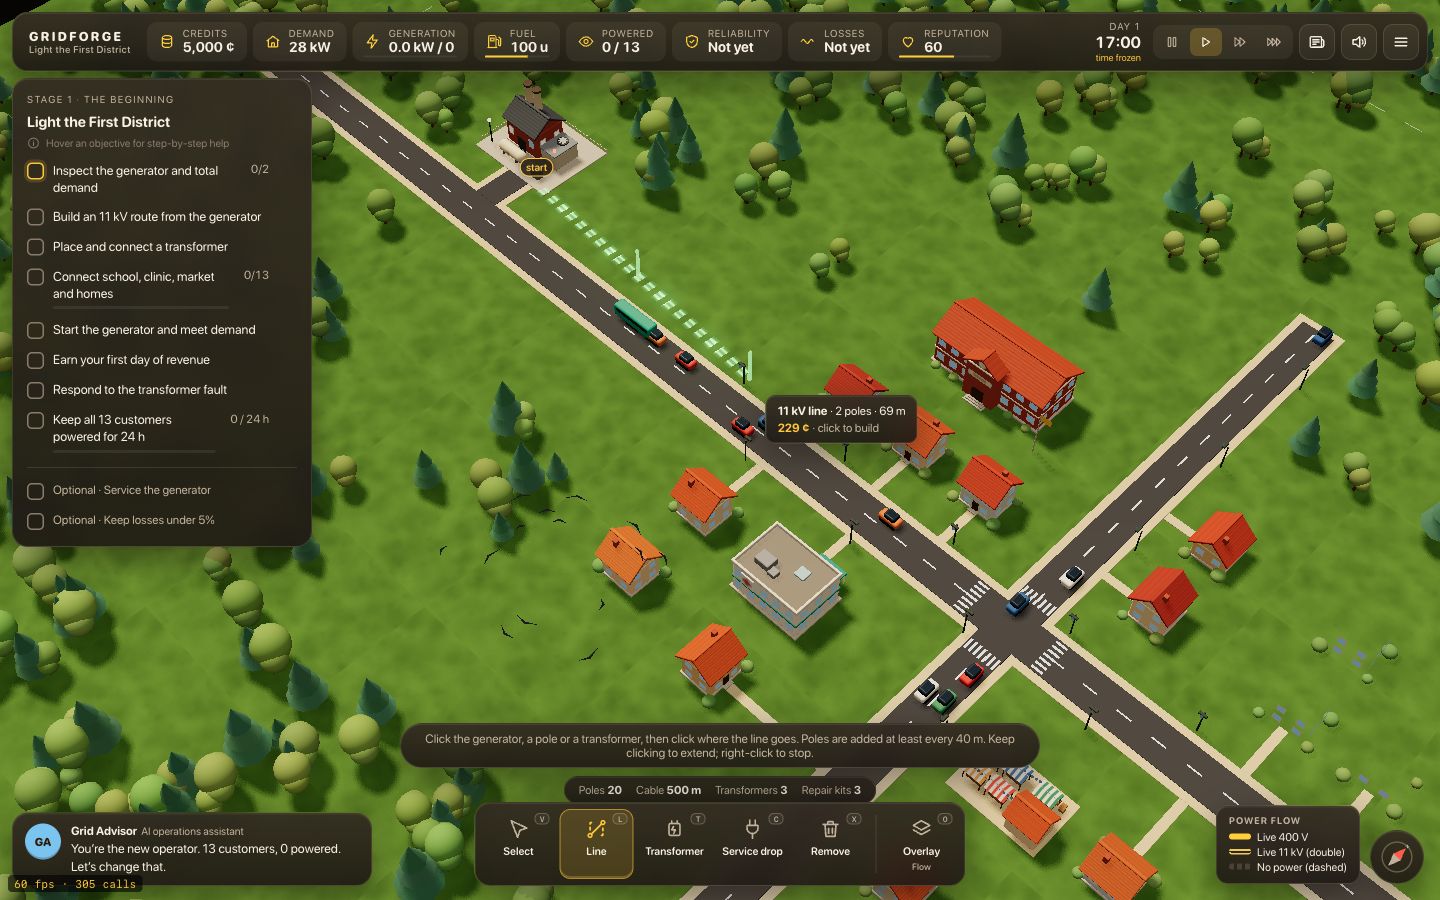 GRIDFORGE
Light the First District
CREDITS
5,000 ¢
DEMAND
28 kW
GENERATION
0.0 kW / 0
FUEL
100 u
POWERED
0 / 13
RELIABILITY
Not yet
LOSSES
Not yet
REPUTATION
60
DAY 1
17:00
time frozen
STAGE 1 · THE BEGINNING
Light the First District
Hover an objective for step-by-step help
Inspect the generator and total 0/2
demand
Build an 11 kV route from the generator
Place and connect a transformer
Connect school, clinic, market 0/13
and homes
Start the generator and meet demand
Earn your first day of revenue
Respond to the transformer fault
Keep all 13 customers 0 / 24 h
powered for 24 h
Optional · Service the generator
Optional · Keep losses under 5%
start
11 kV line · 2 poles · 69 m
229 ¢ · click to build
Click the generator, a pole or a transformer, then click where the line goes. Poles are added at least every 40 m. Keep
clicking to extend; right-click to stop.
Poles 20 Cable 500 m Transformers 3 Repair kits 3
V
Select
L
Line
T
Transformer
C
Service drop
X
Remove
O
Overlay
Flow
GA
Grid Advisor AI operations assistant
You're the new operator. 13 customers, 0 powered.
Let's change that.
60 fps · 305 calls
POWER FLOW
Live 400 V
Live 11 kV (double)
No power (dashed)